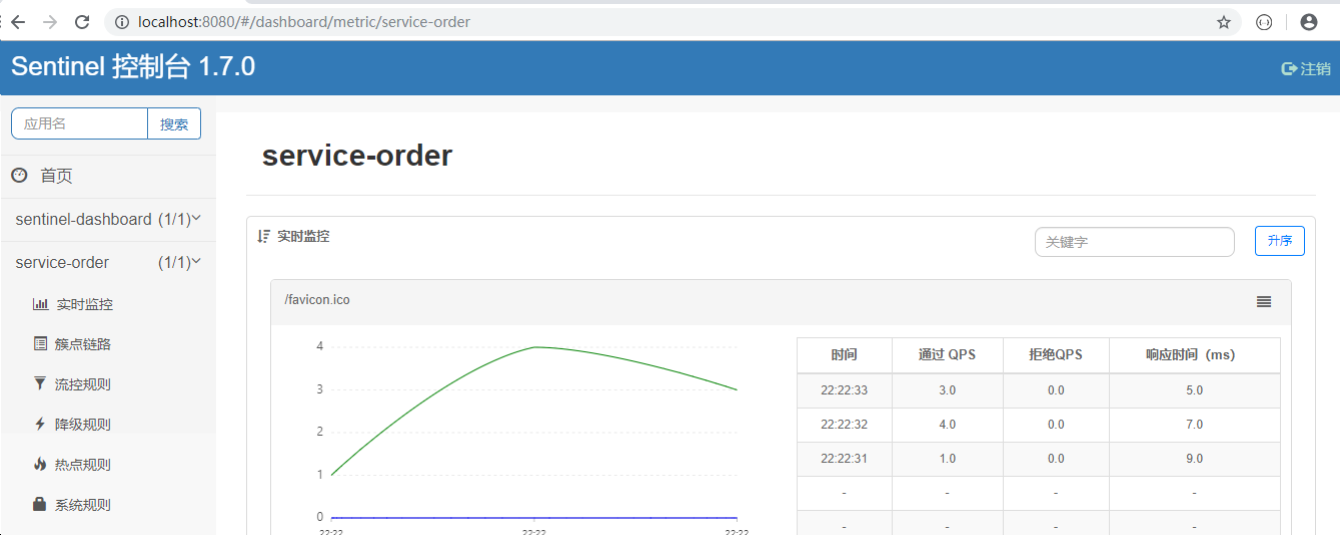 localhost:8080/#/dashboard/metric/service-order
Sentinel 控制台 1.7.0
注销
应用名 搜索
首页
sentinel-dashboard (1/1)
service-order (1/1)
实时监控
簇点链路
流控规则
降级规则
热点规则
系统规则
service-order
实时监控
关键字
升序
/favicon.ico
4
3
2
1
0
22:22 22:22 22:22
时间 通过 QPS 拒绝QPS 响应时间（ms）
22:22:33 3.0 0.0 5.0
22:22:32 4.0 0.0 7.0
22:22:31 1.0 0.0 9.0
- - - -
- - - -